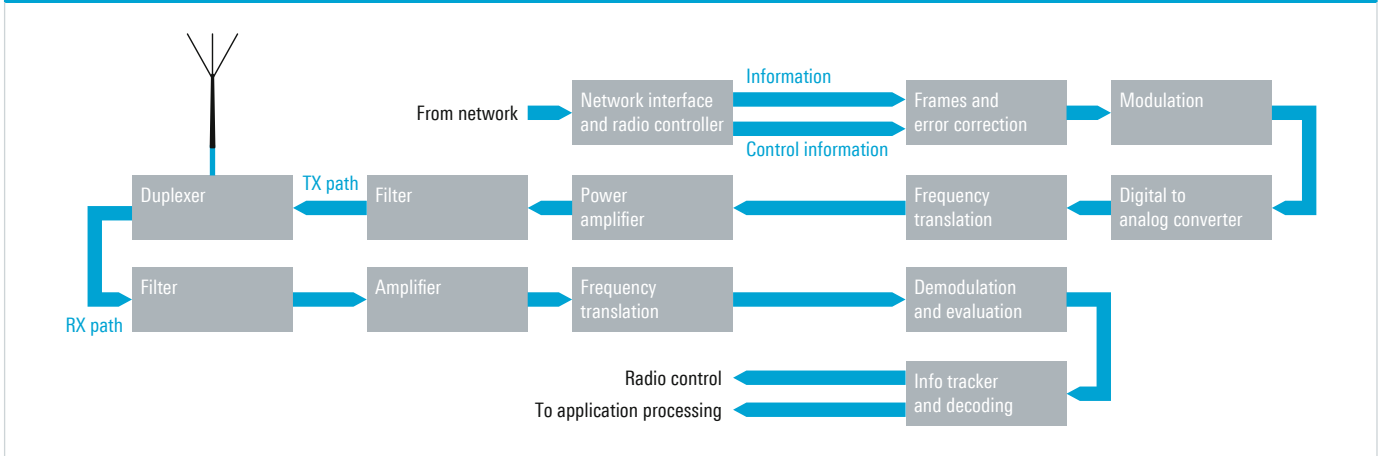 Information
From network
Network interface
and radio controller
Frames and
error correction
Modulation
Control information
Duplexer
TX path
Filter
Power
amplifier
Frequency
translation
Digital to
analog converter
Filter
Amplifier
Frequency
translation
Demodulation
and evaluation
RX path
Radio control
To application processing
Info tracker
and decoding